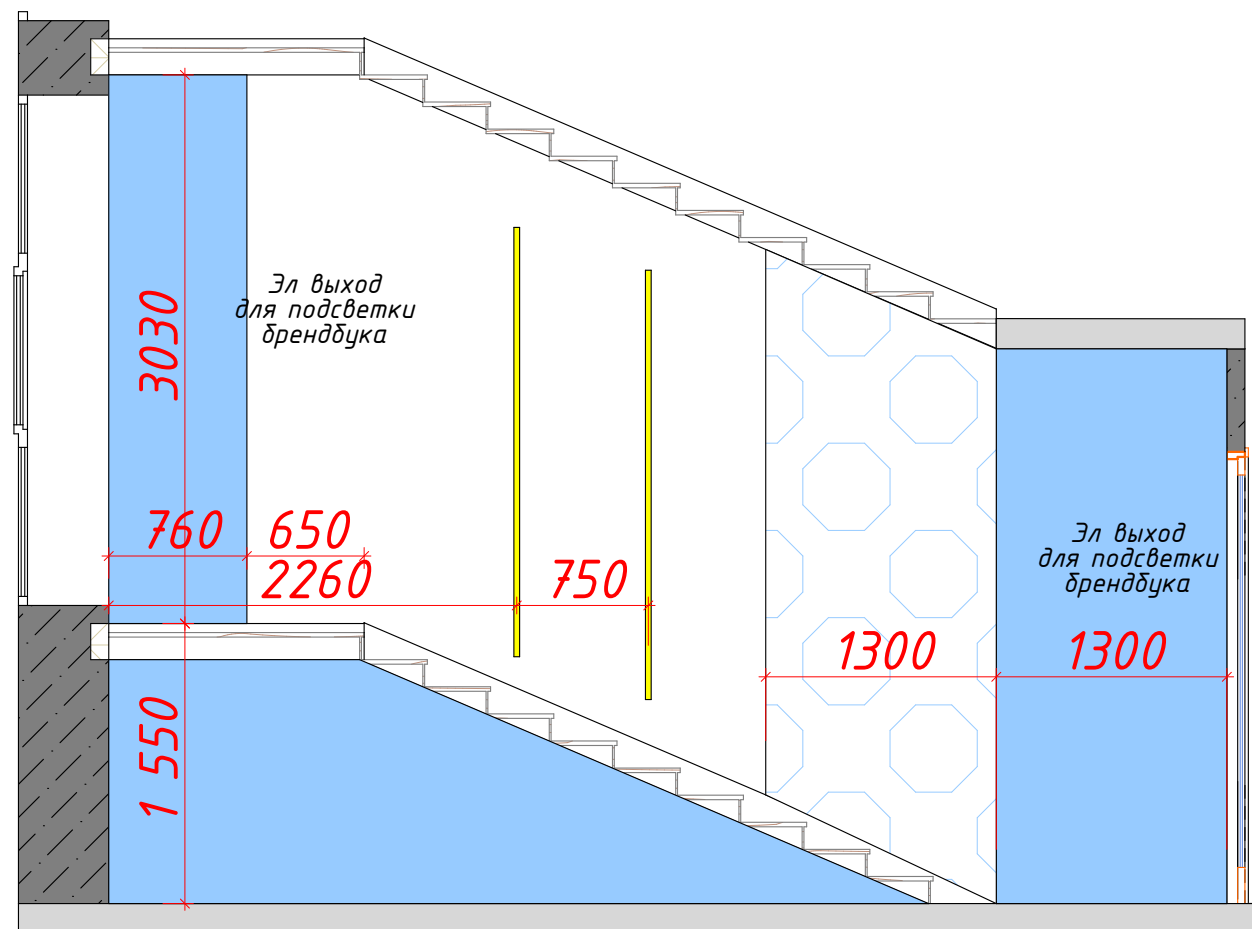 Эл выход
для подсветки
брендбука
3030
760
650
2260
750
Эл выход
для подсветки
брендбука
1300
1300
1 550